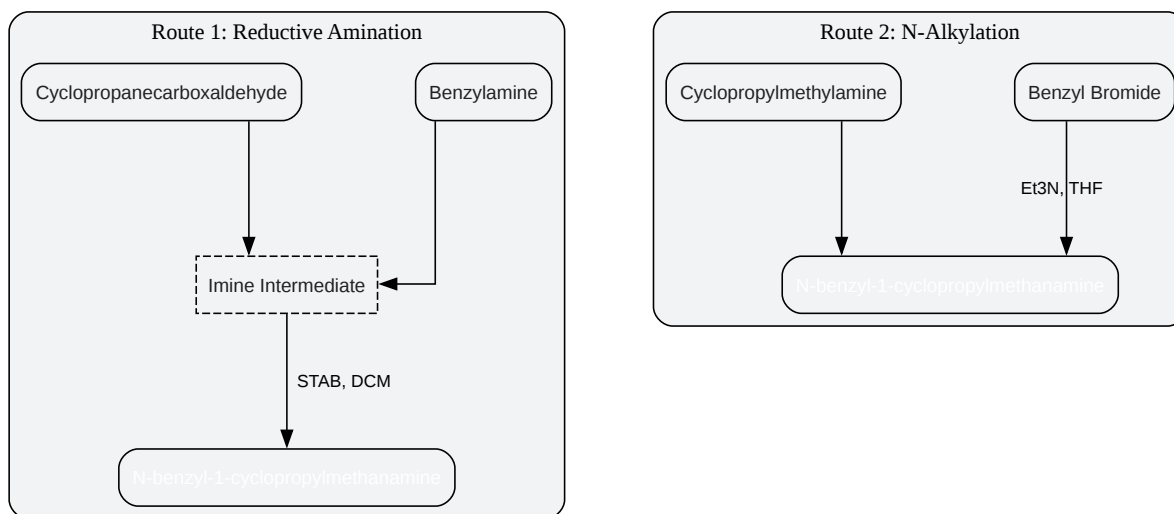 Route 1: Reductive Amination
Cyclopropanecarboxaldehyde
Benzylamine
Imine Intermediate
STAB, DCM
N-benzyl-1-cyclopropylmethanamine
Route 2: N-Alkylation
Cyclopropylmethylamine
Benzyl Bromide
Et3N, THF
N-benzyl-1-cyclopropylmethanamine